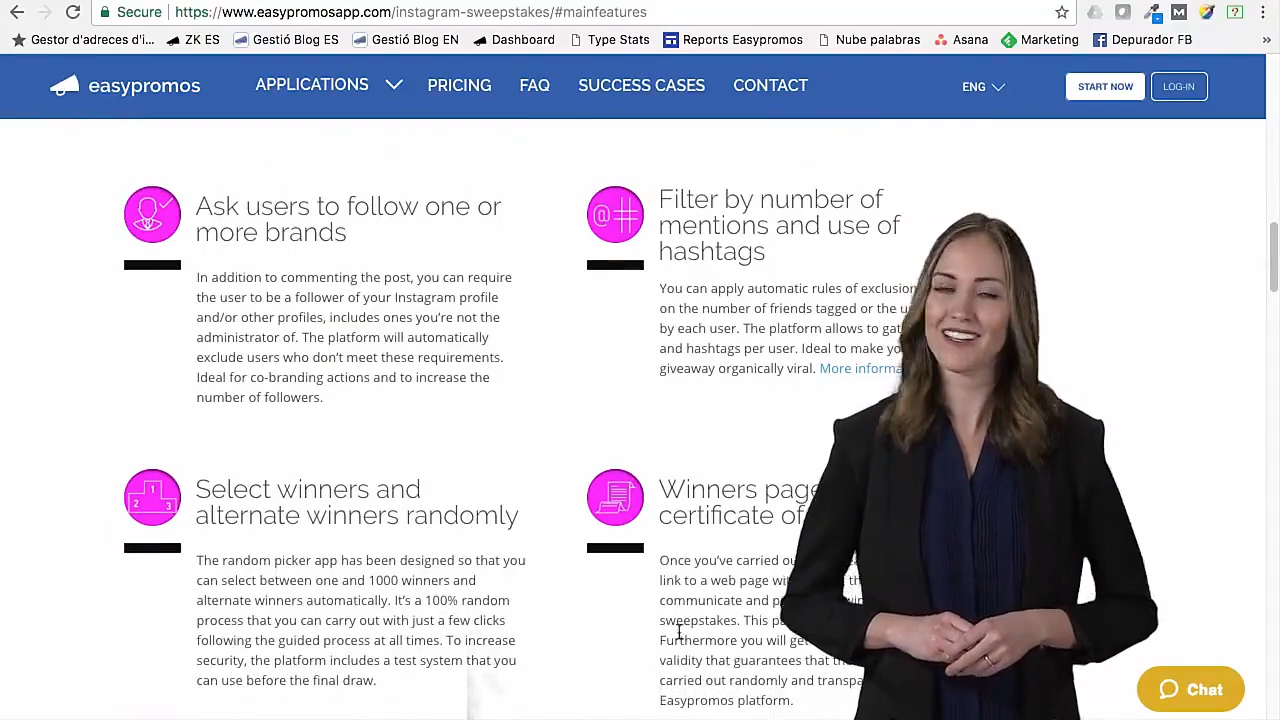 Secure https://www.easypromosapp.com/instagram-sweepstakes/#mainfeatures
Gestor d'adreces d'i... ZK ES Gestió Blog ES Gestió Blog EN Dashboard Type Stats Reports Easypromos Nube palabras Asana Marketing Depurador FB »
easypromos APPLICATIONS PRICING FAQ SUCCESS CASES CONTACT ENG START NOW LOG-IN
Ask users to follow one or
more brands
In addition to commenting the post, you can require
the user to be a follower of your Instagram profile
and/or other profiles, includes ones you're not the
administrator of. The platform will automatically
exclude users who don't meet these requirements.
Ideal for co-branding actions and to increase the
number of followers.
@#
Filter by number of
mentions and use of
hashtags
You can apply automatic rules of exclusion
on the number of friends tagged or the
by each user. The platform allows to
and hashtags per user. Ideal to make
giveaway organically viral. More
1
2
3
Select winners and
alternate winners randomly
The random picker app has been designed so that you
can select between one and 1000 winners and
alternate winners automatically. It's a 100% random
process that you can carry out with just a few clicks
following the guided process at all times. To increase
security, the platform includes a test system that you
can use before the final draw.
Winners
certificate of
Once you've carried
link to a web page
communicate and
sweepstakes. This
Furthermore you will get
validity that guarantees that
carried out randomly and
Easypromos platform.
Chat